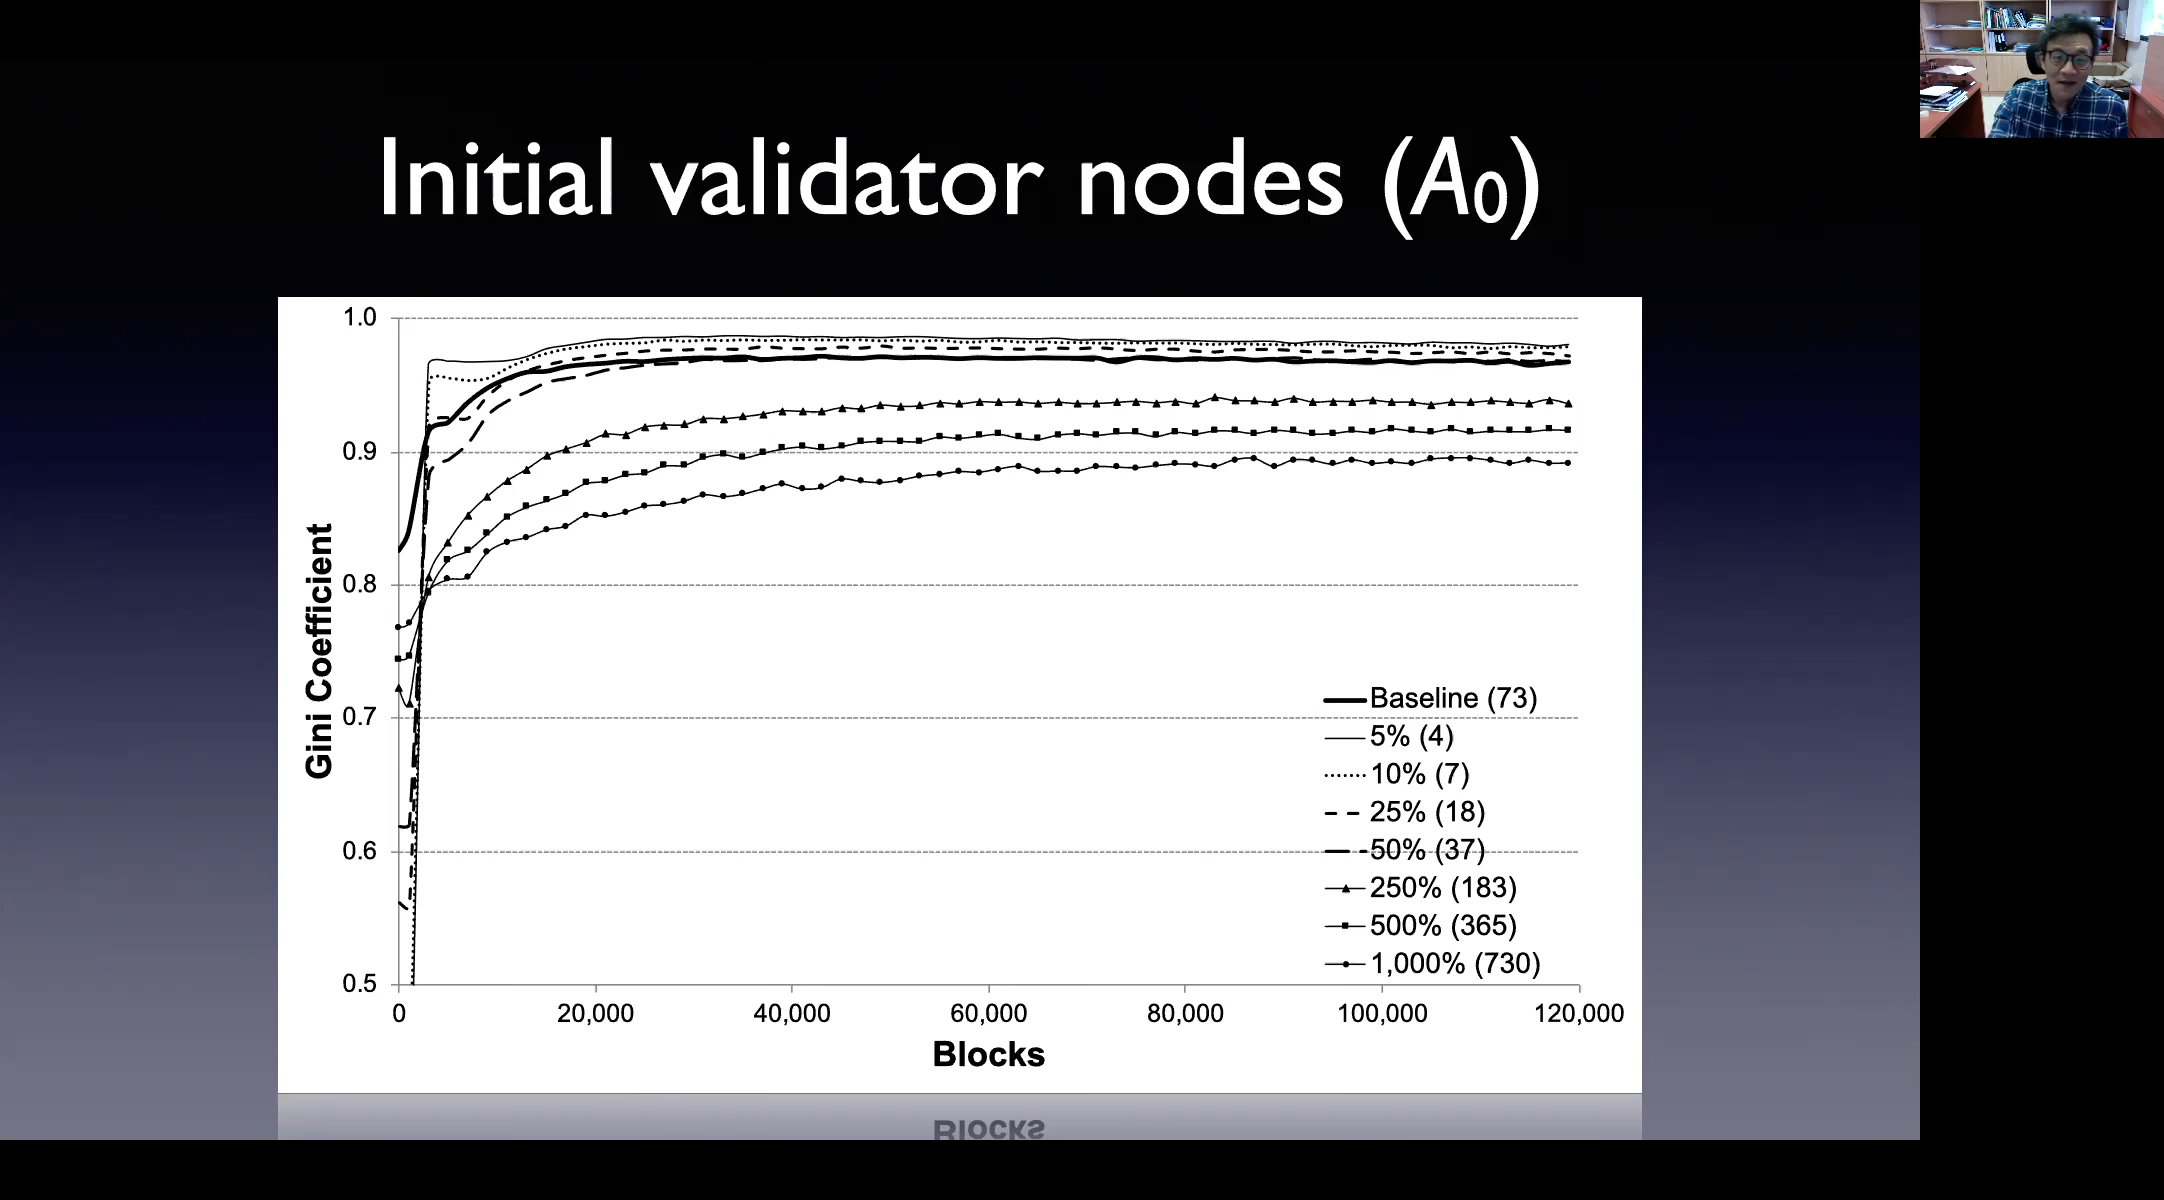 Initial validator nodes (A0)
1.0
0.9
0.8
0.7
0.6
0.5
Gini Coefficient
Baseline (73)
5% (4)
10% (7)
25% (18)
50% (37)
250% (183)
500% (365)
1,000% (730)
0 20,000 40,000 60,000 80,000 100,000 120,000
Blocks
Blocks